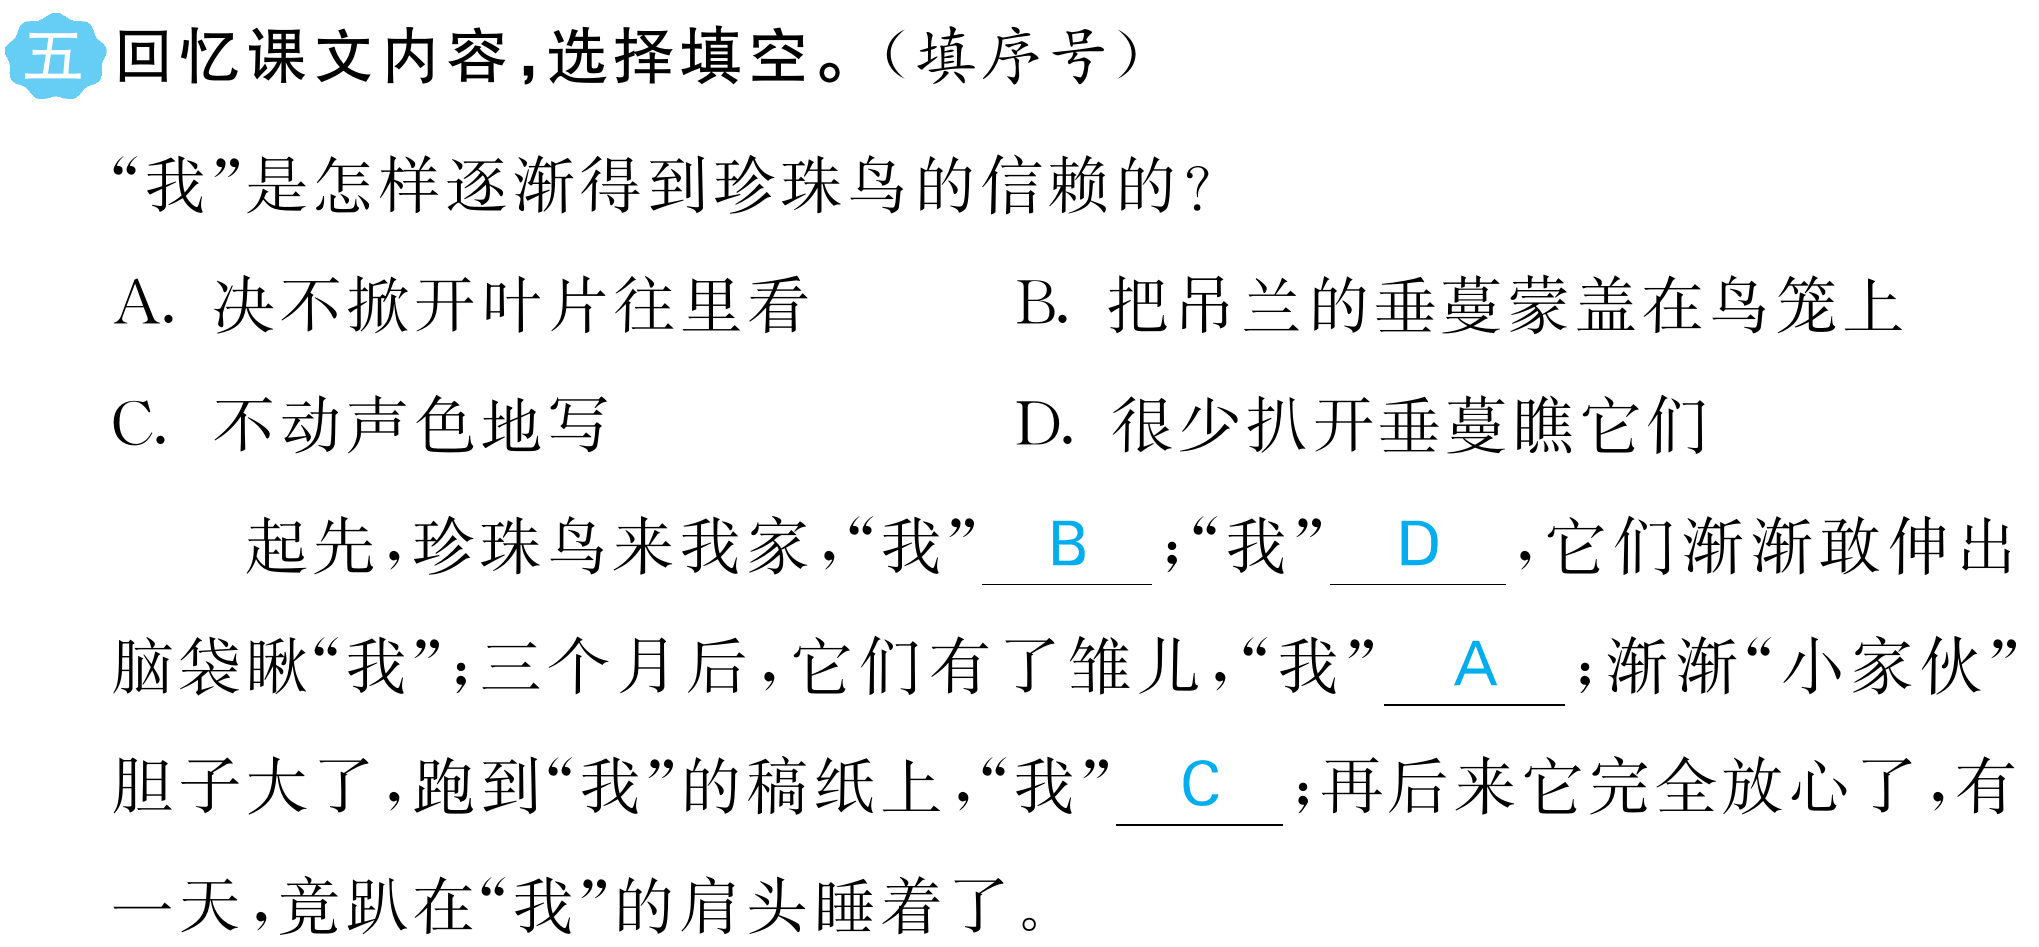 五 回忆课文内容,选择填空。(填序号)
“我”是怎样逐渐得到珍珠鸟的信赖的?
A. 决不掀开叶片往里看 B. 把吊兰的垂蔓蒙盖在鸟笼上
C. 不动声色地写 D. 很少扒开垂蔓瞧它们
起先,珍珠鸟来我家,“我” B ;“我” D ,它们渐渐敢伸出
脑袋瞅“我”;三个月后,它们有了雏儿,“我” A ;渐渐“小家伙”
胆子大了,跑到“我”的稿纸上,“我” C ;再后来它完全放心了,有
一天,竟趴在“我”的肩头睡着了。